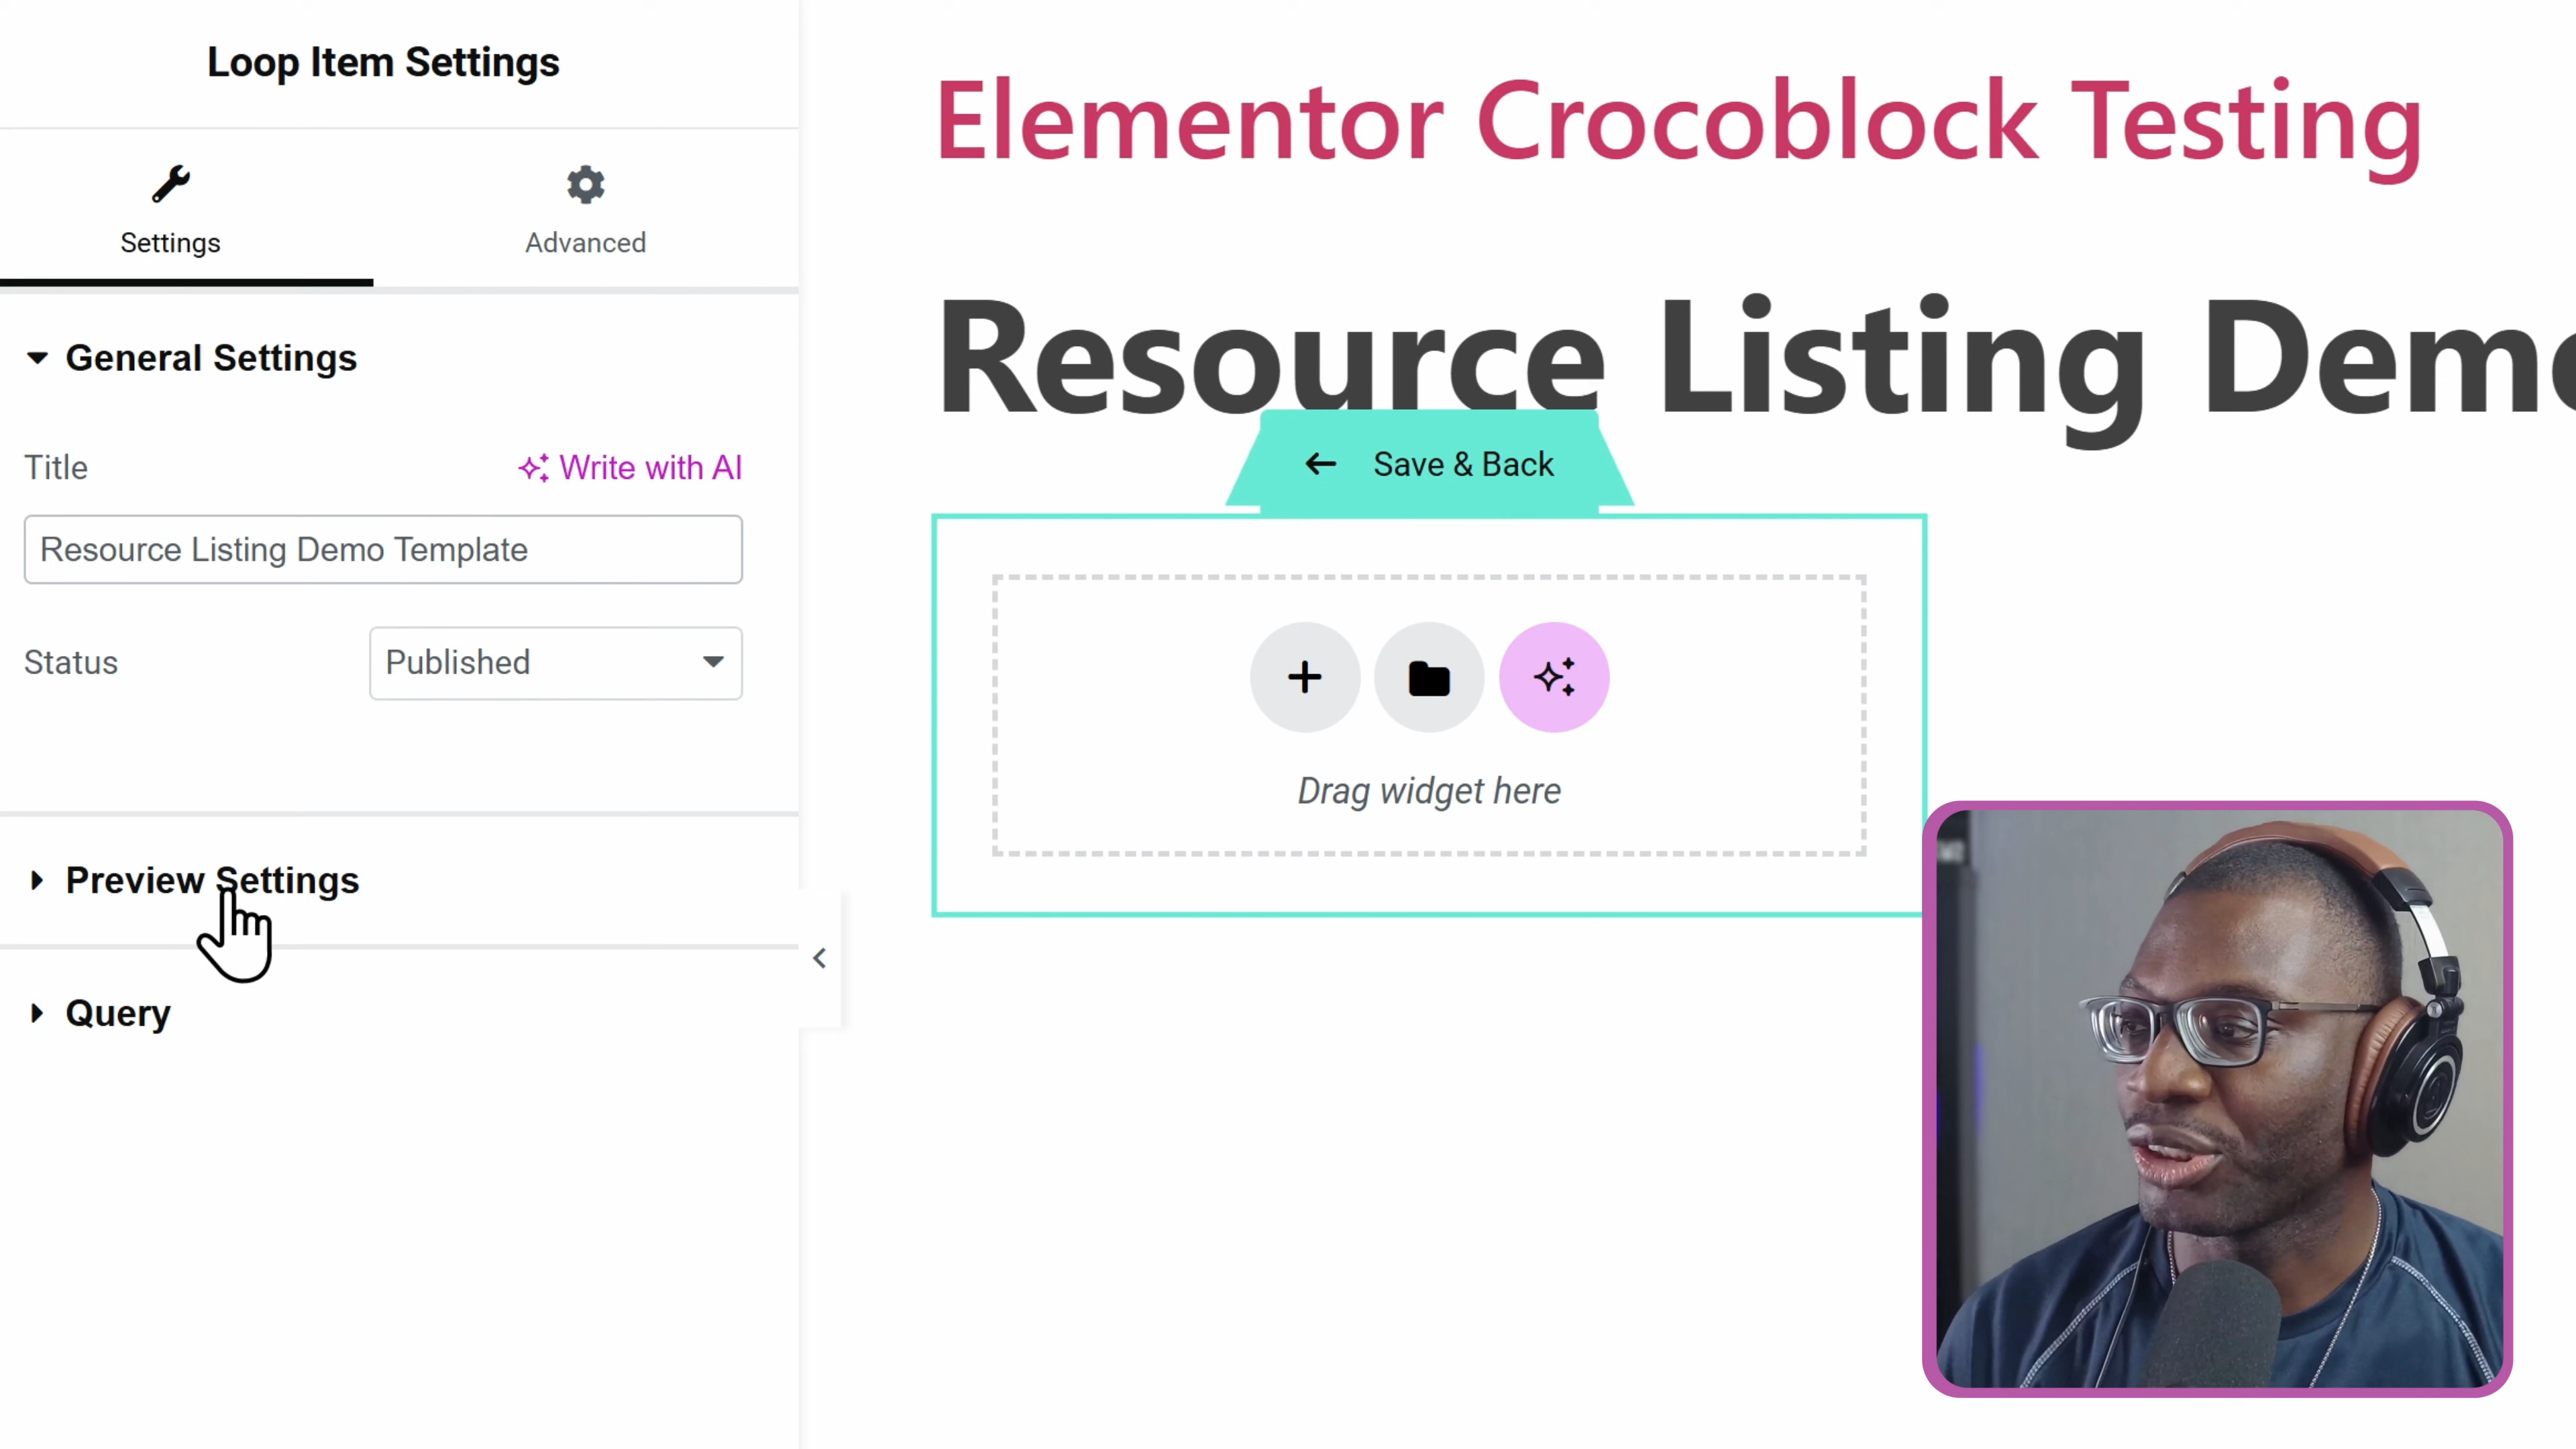 Loop Item Settings
Settings
Advanced
General Settings
Title
Write with AI
Resource Listing Demo Template
Status
Published
Preview Settings
Query
Elementor Crocoblock Testing
Resource Listing
Save & Back
Drag widget here